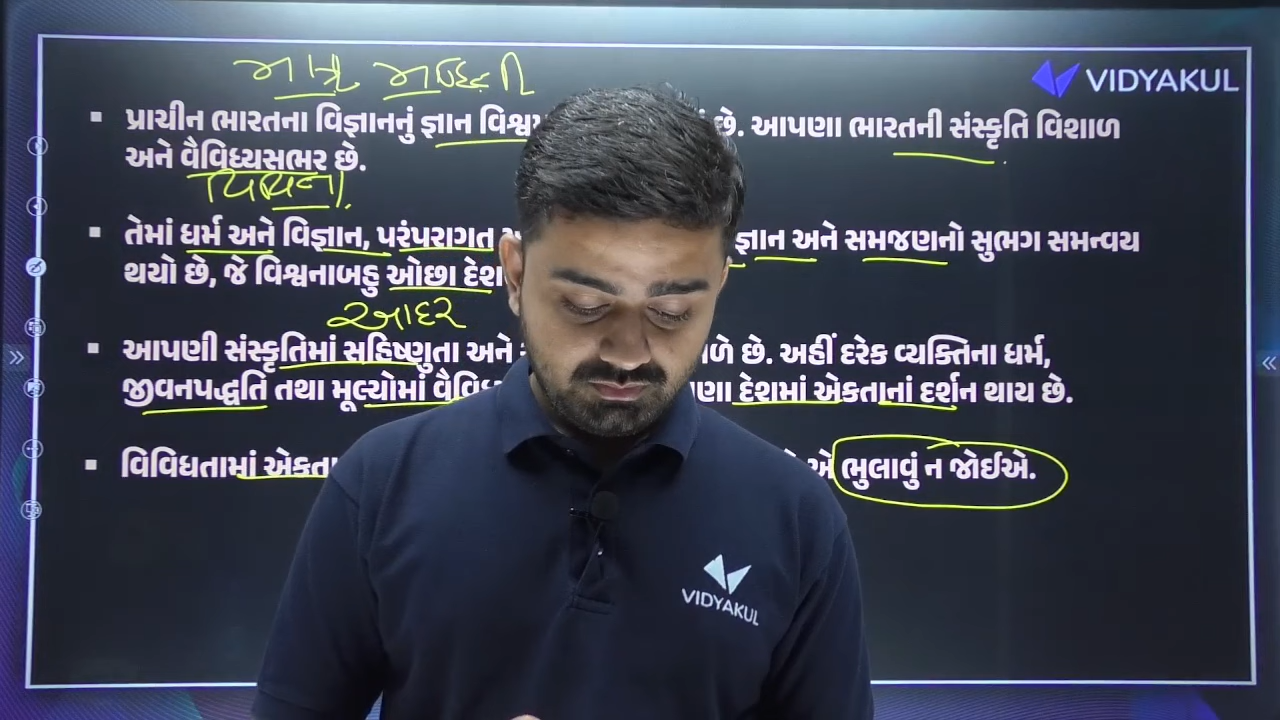 VIDYAKUL
▪ પ્રાચીન ભારતના વિજ્ઞાનનું જ્ઞાન છે. આપણા ભારતની સંસ્કૃતિ વિશાળ
અને વૈવિધ્યસભર છે.
▪ તેમાં ધર્મ અને વિજ્ઞાન, પરંપરાગત જ્ઞાન અને સમજણનો સુભગ સમન્વય
થયો છે, જે વિશ્વનાબહુ ઓછા
આદર
▪ આપણી સંસ્કૃતિમાં સહિષ્ણુતા અને છે. અહીં દરેક વ્યક્તિના ધર્મ,
જીવનપદ્ધતિ તથા મૂલ્યોમાં દેશમાં એકતાનાં દર્શન થાય છે.
▪ વિવિધતામાં એ ભુલાવું ન જોઈએ.
VIDYAKUL